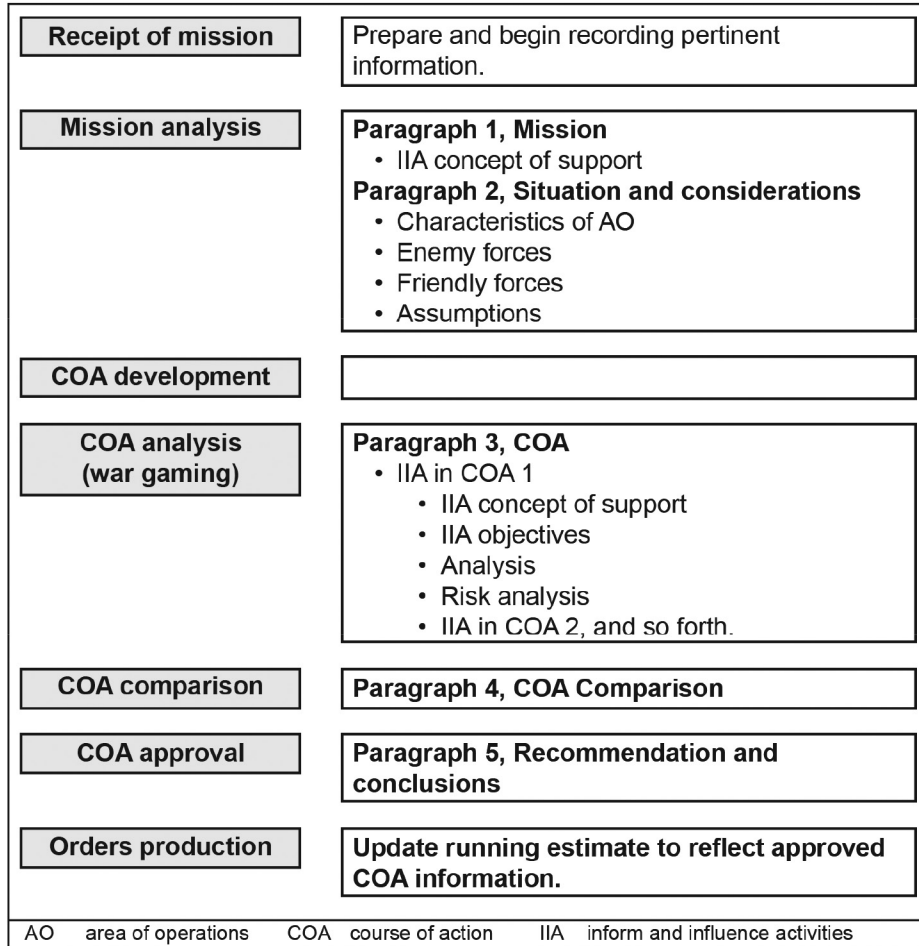 Receipt of mission
Prepare and begin recording pertinent
information.
Mission analysis
Paragraph 1, Mission
• IIA concept of support
Paragraph 2, Situation and considerations
• Characteristics of AO
• Enemy forces
• Friendly forces
• Assumptions
COA development
COA analysis
(war gaming)
Paragraph 3, COA
• IIA in COA 1
• IIA concept of support
• IIA objectives
• Analysis
• Risk analysis
• IIA in COA 2, and so forth.
COA comparison
Paragraph 4, COA Comparison
COA approval
Paragraph 5, Recommendation and
conclusions
Orders production
Update running estimate to reflect approved
COA information.
AO area of operations COA course of action IIA inform and influence activities